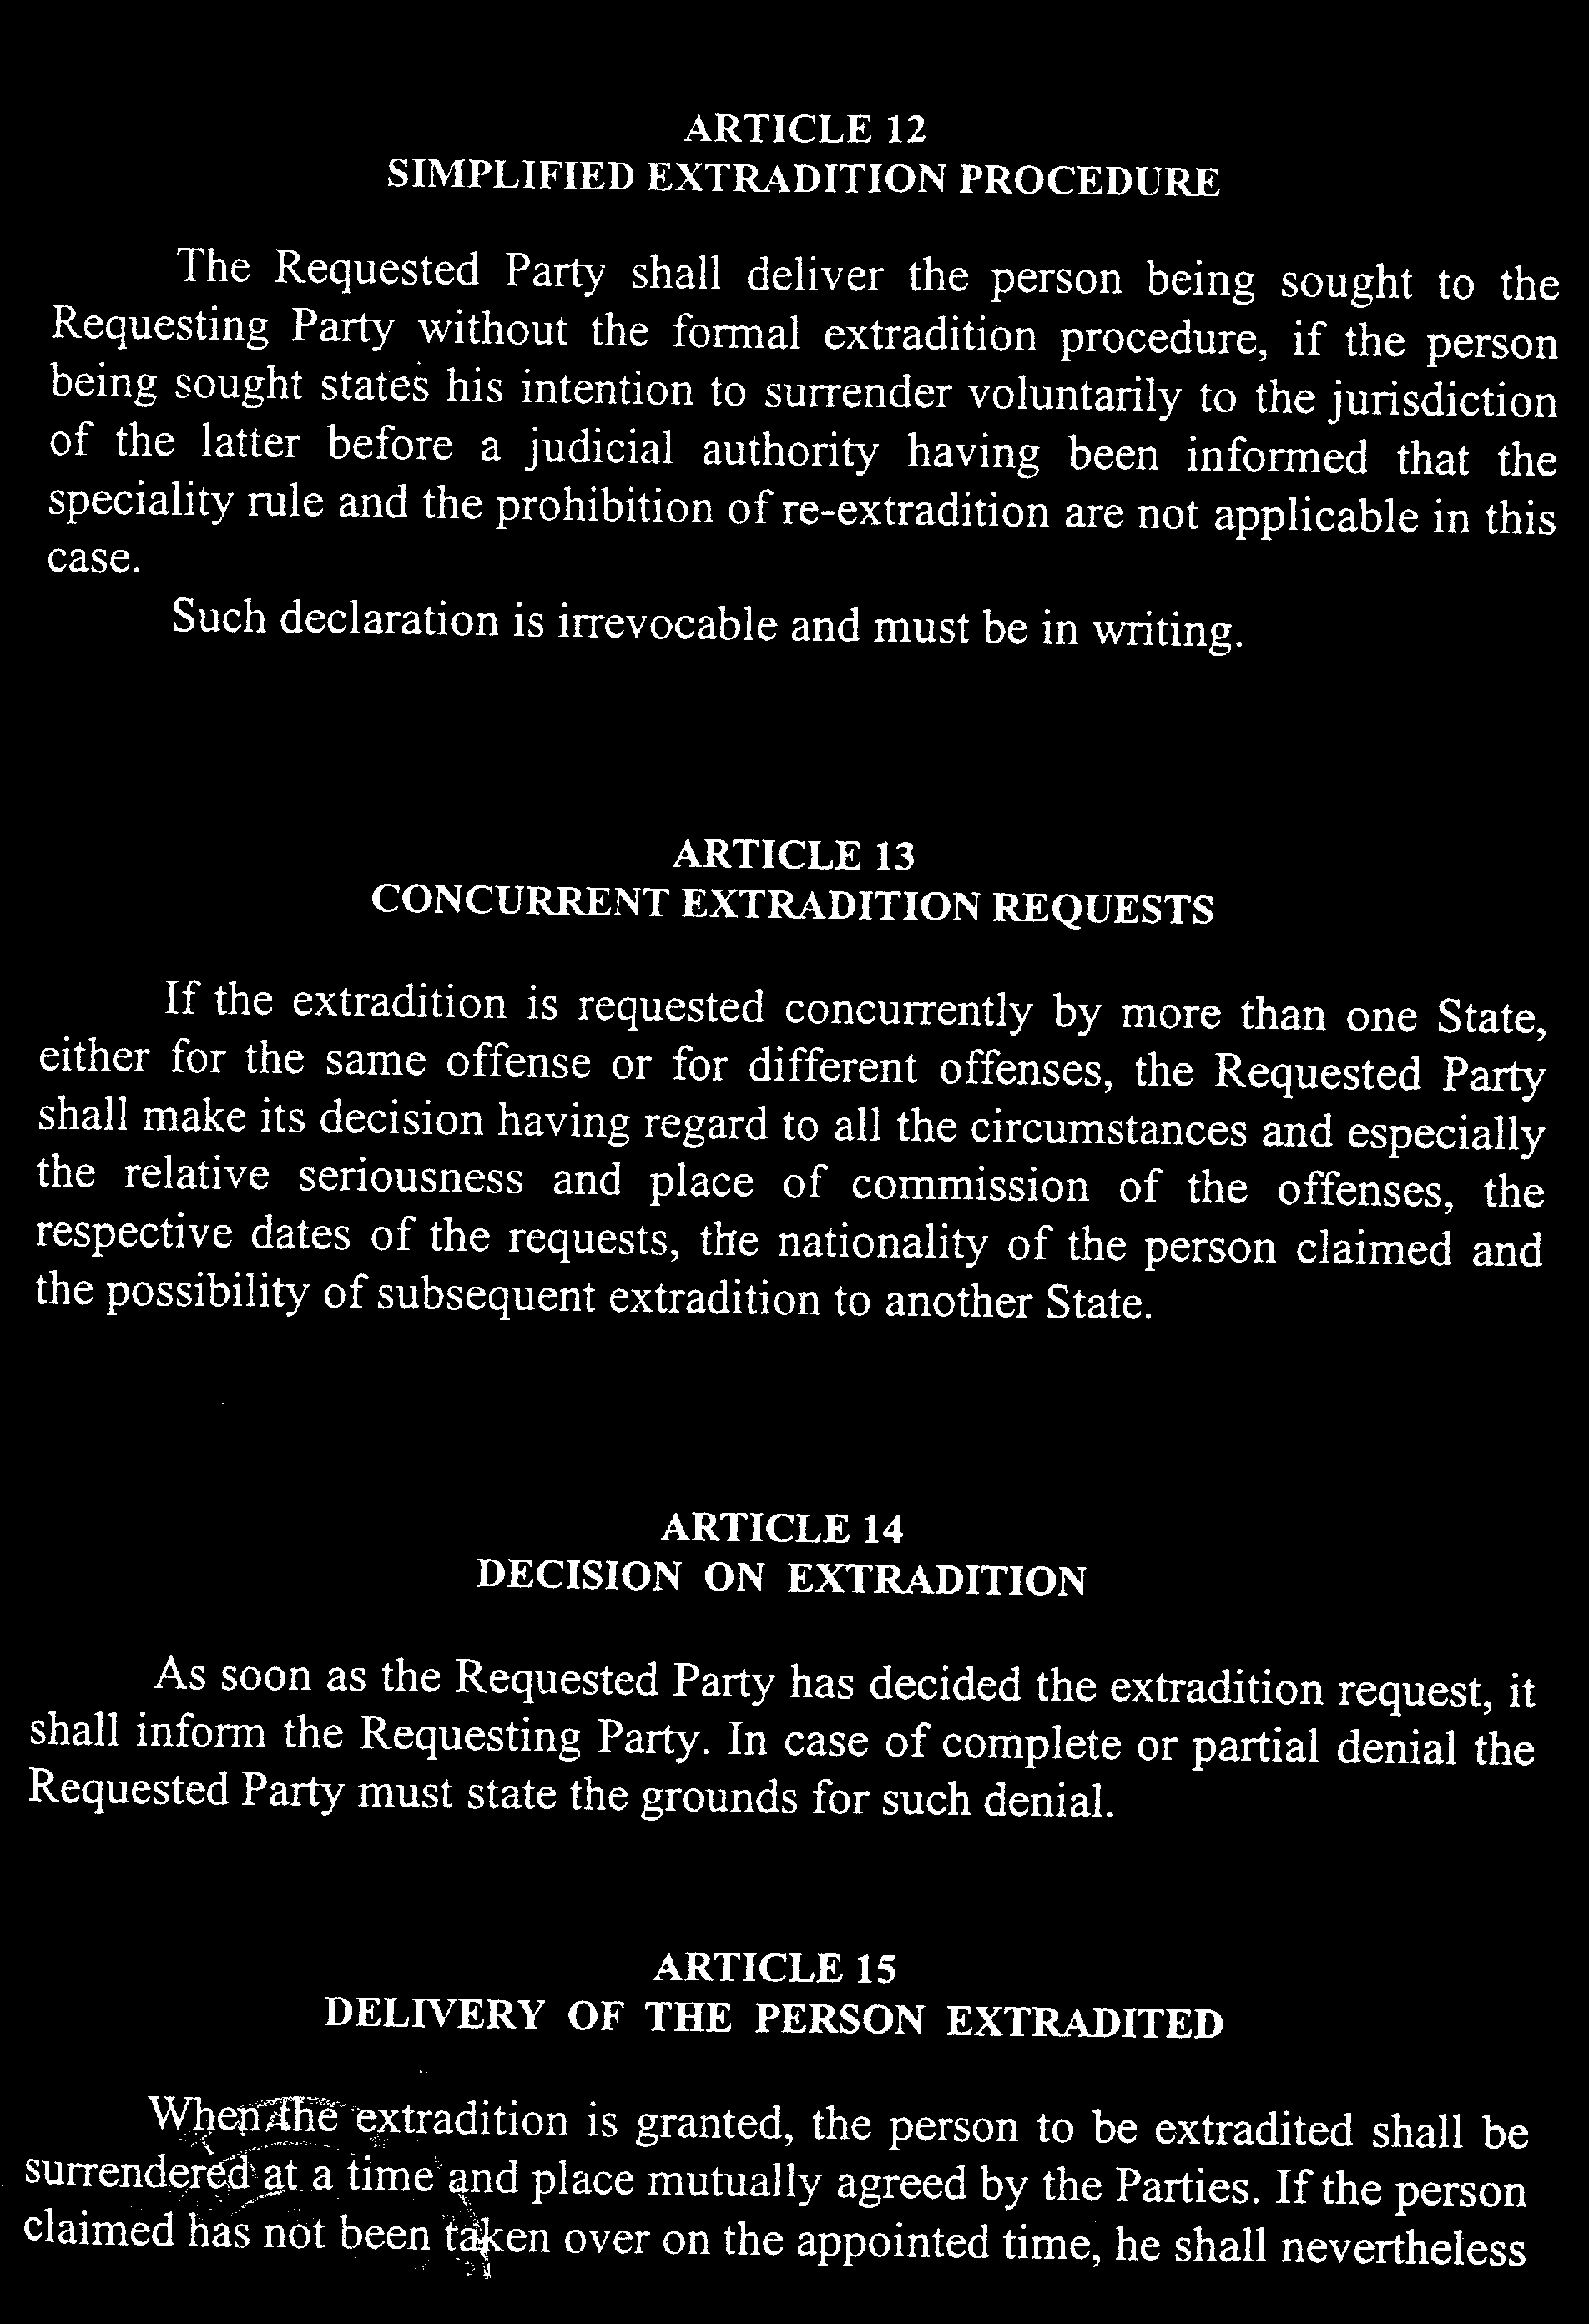 ARTICLE 12
SIMPLIFIED EXTRADITION PROCEDURE
The Requested Party shall deliver the person being sought to the
Requesting Party without the formal extradition procedure, if the person
being sought states his intention to surrender voluntarily to the jurisdiction
of the latter before a judicial authority having been informed that the
speciality rule and the prohibition of re-extradition are not applicable in this
case.
Such declaration is irrevocable and must be in writing.
ARTICLE 13
CONCURRENT EXTRADITION REQUESTS
If the extradition is requested concurrently by more than one State,
either for the same offense or for different offenses, the Requested Party
shall make its decision having regard to all the circumstances and especially
the relative seriousness and place of commission of the offenses, the
respective dates of the requests, the nationality of the person claimed and
the possibility of subsequent extradition to another State.
ARTICLE 14
DECISION ON EXTRADITION
As soon as the Requested Party has decided the extradition request, it
shall inform the Requesting Party. In case of complete or partial denial the
Requested Party must state the grounds for such denial.
ARTICLE 15
DELIVERY OF THE PERSON EXTRADITED
When the extradition is granted, the person to be extradited shall be
surrendered at a time and place mutually agreed by the Parties. If the person
claimed has not been taken over on the appointed time, he shall nevertheless